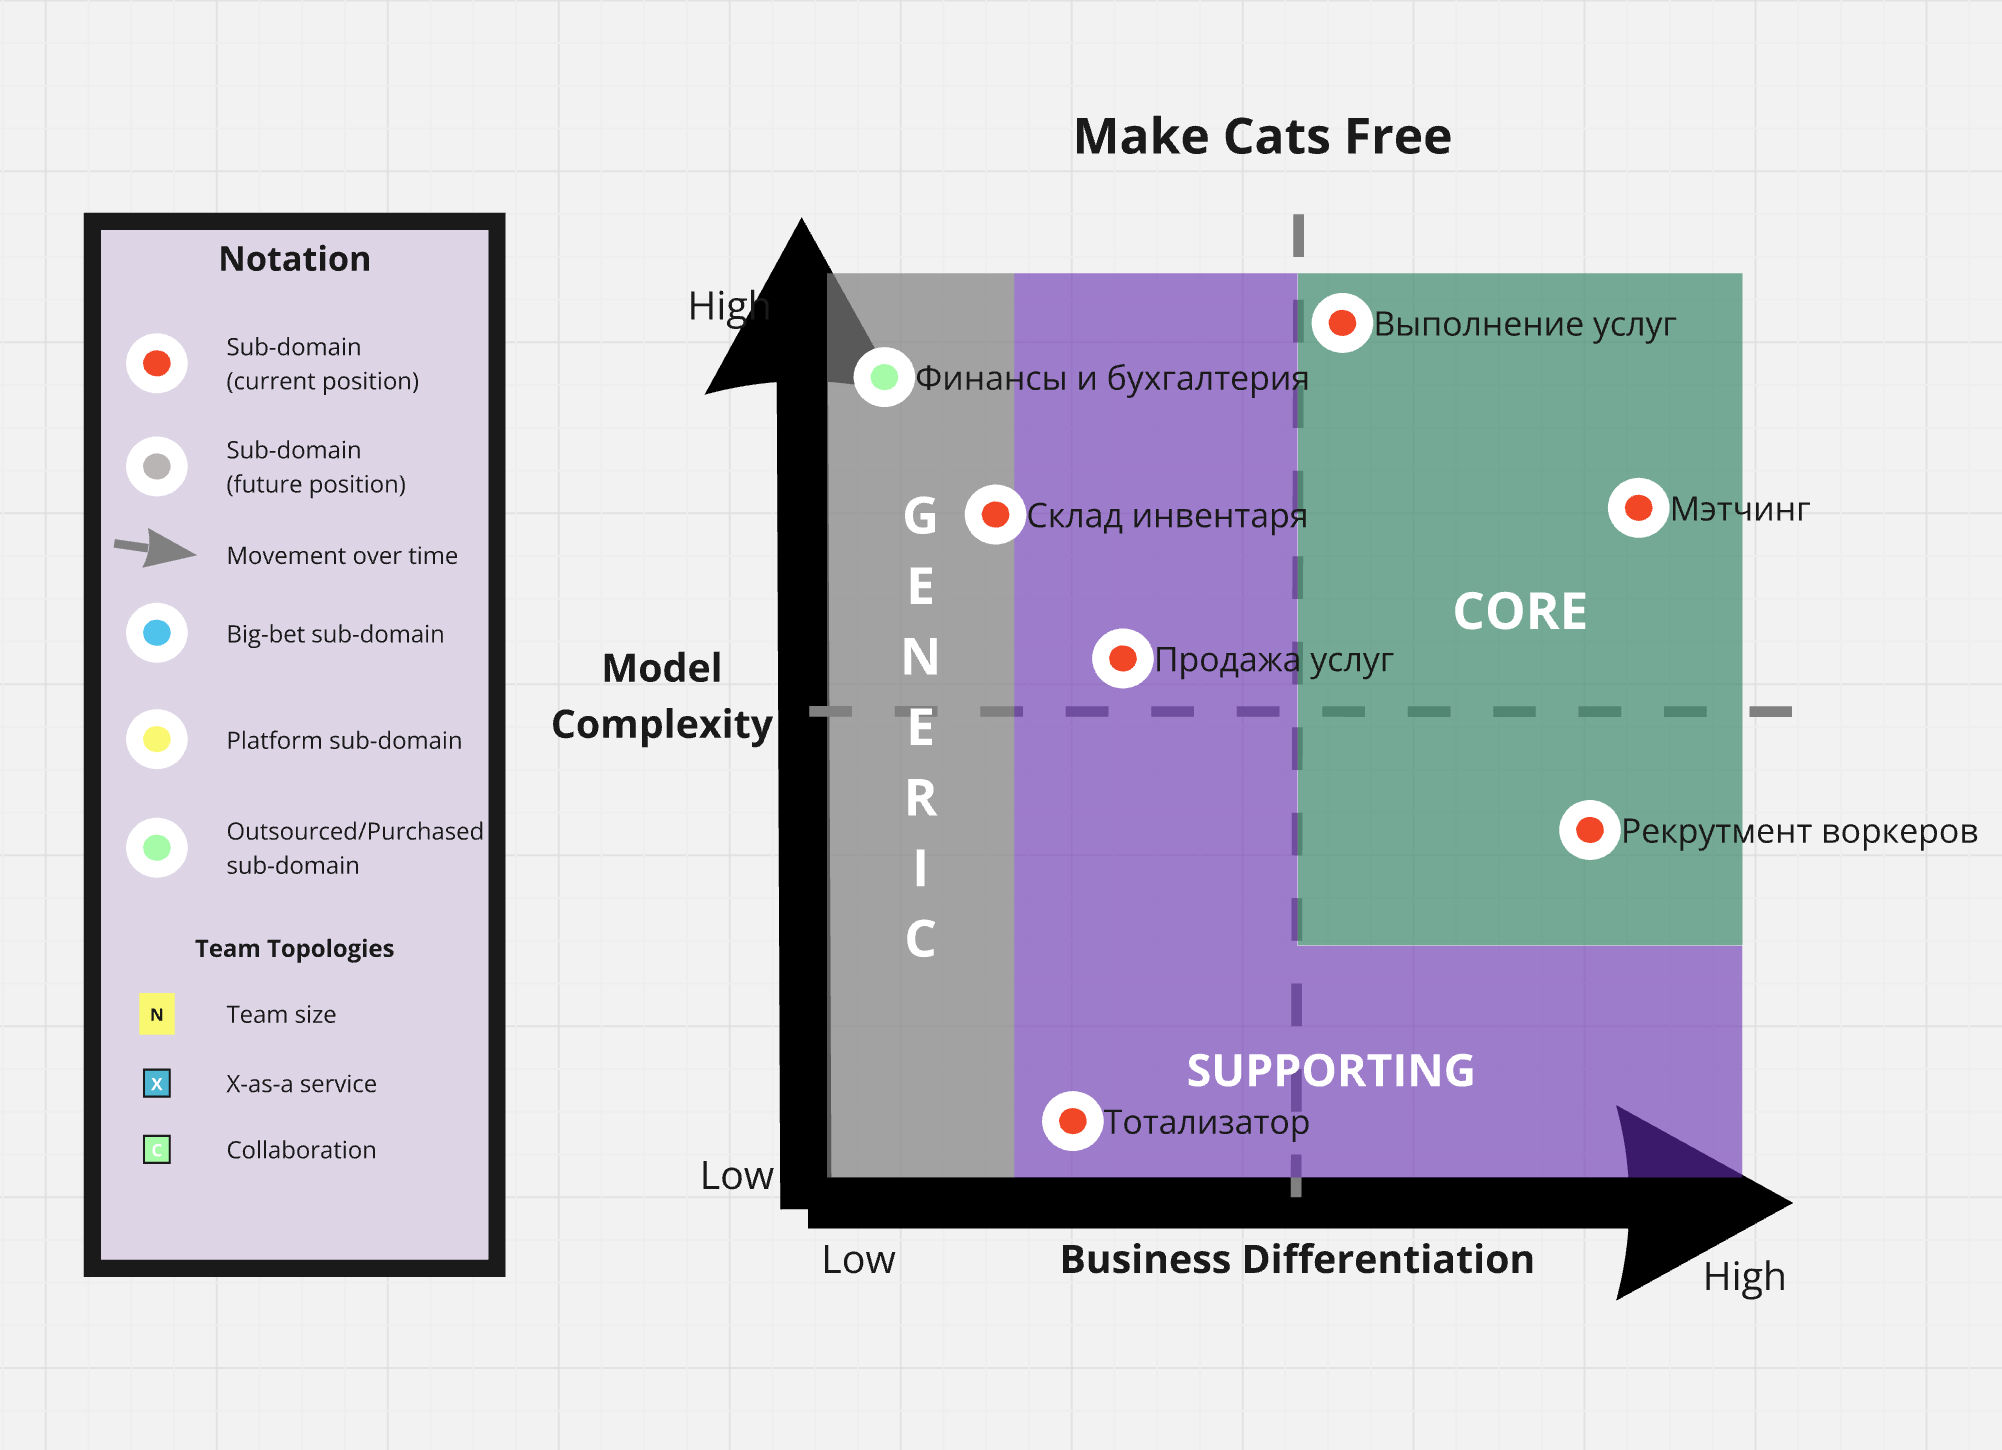 Make Cats Free
Notation
Sub-domain
(current position)
Sub-domain
(future position)
Movement over time
Big-bet sub-domain
Platform sub-domain
Outsourced/Purchased
sub-domain
Team Topologies
N
Team size
X
X-as-a service
C
Collaboration
High
Model
Complexity
Low
Выполнение услуг
Финансы и бухгалтерия
Склад инвентаря
Мэтчинг
G
E
N
E
R
I
C
CORE
Продажа услуг
Рекрутмент воркеров
SUPPORTING
Тотализатор
Low
Business Differentiation
High